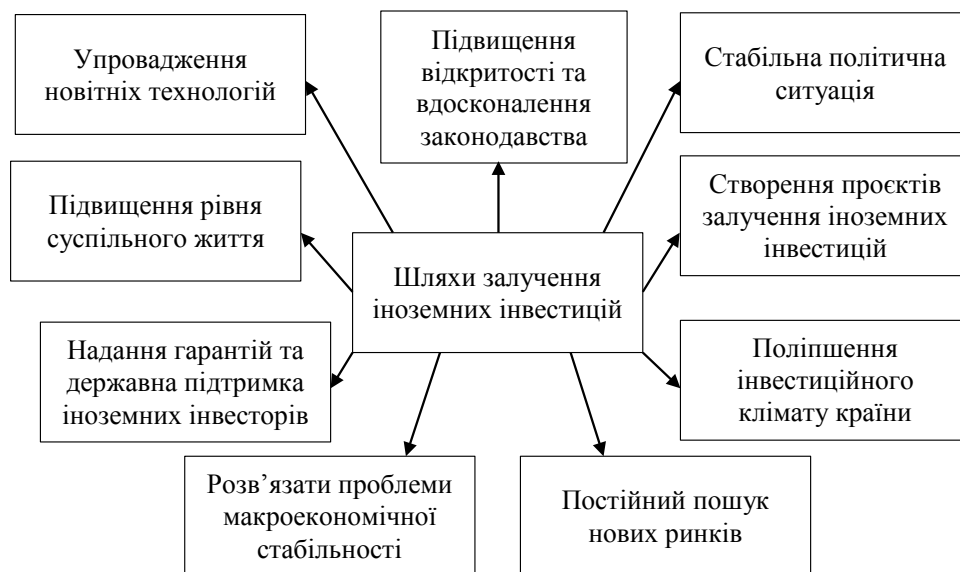 Упровадження
новітніх технологій
Підвищення
відкритості та
вдосконалення
законодавства
Стабільна політична
ситуація
Підвищення рівня
суспільного життя
Шляхи залучення
іноземних інвестицій
Створення проєктів
залучення іноземних
інвестицій
Надання гарантій та
державна підтримка
іноземних інвесторів
Поліпшення
інвестиційного
клімату країни
Розв’язати проблеми
макроекономічної
стабільності
Постійний пошук
нових ринків